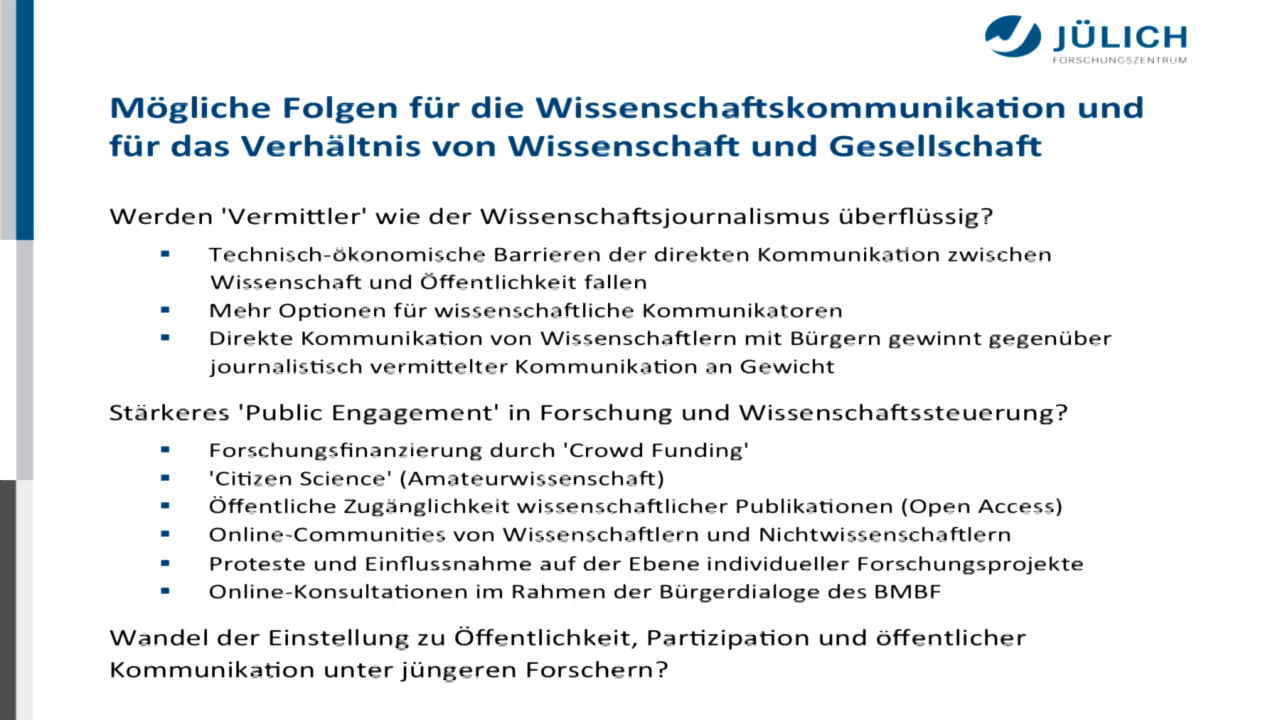 JÜLICH
FORSCHUNGSZENTRUM
Mögliche Folgen für die Wissenschaftskommunikation und
für das Verhältnis von Wissenschaft und Gesellschaft
Werden 'Vermittler' wie der Wissenschaftsjournalismus überflüssig?
▪ Technisch-ökonomische Barrieren der direkten Kommunikation zwischen
Wissenschaft und Öffentlichkeit fallen
▪ Mehr Optionen für wissenschaftliche Kommunikatoren
▪ Direkte Kommunikation von Wissenschaftlern mit Bürgern gewinnt gegenüber
journalistisch vermittelter Kommunikation an Gewicht
Stärkeres 'Public Engagement' in Forschung und Wissenschaftssteuerung?
▪ Forschungsfinanzierung durch 'Crowd Funding'
▪ 'Citizen Science' (Amateurwissenschaft)
▪ Öffentliche Zugänglichkeit wissenschaftlicher Publikationen (Open Access)
▪ Online-Communities von Wissenschaftlern und Nichtwissenschaftlern
▪ Proteste und Einflussnahme auf der Ebene individueller Forschungsprojekte
▪ Online-Konsultationen im Rahmen der Bürgerdialoge des BMBF
Wandel der Einstellung zu Öffentlichkeit, Partizipation und öffentlicher
Kommunikation unter jüngeren Forschern?